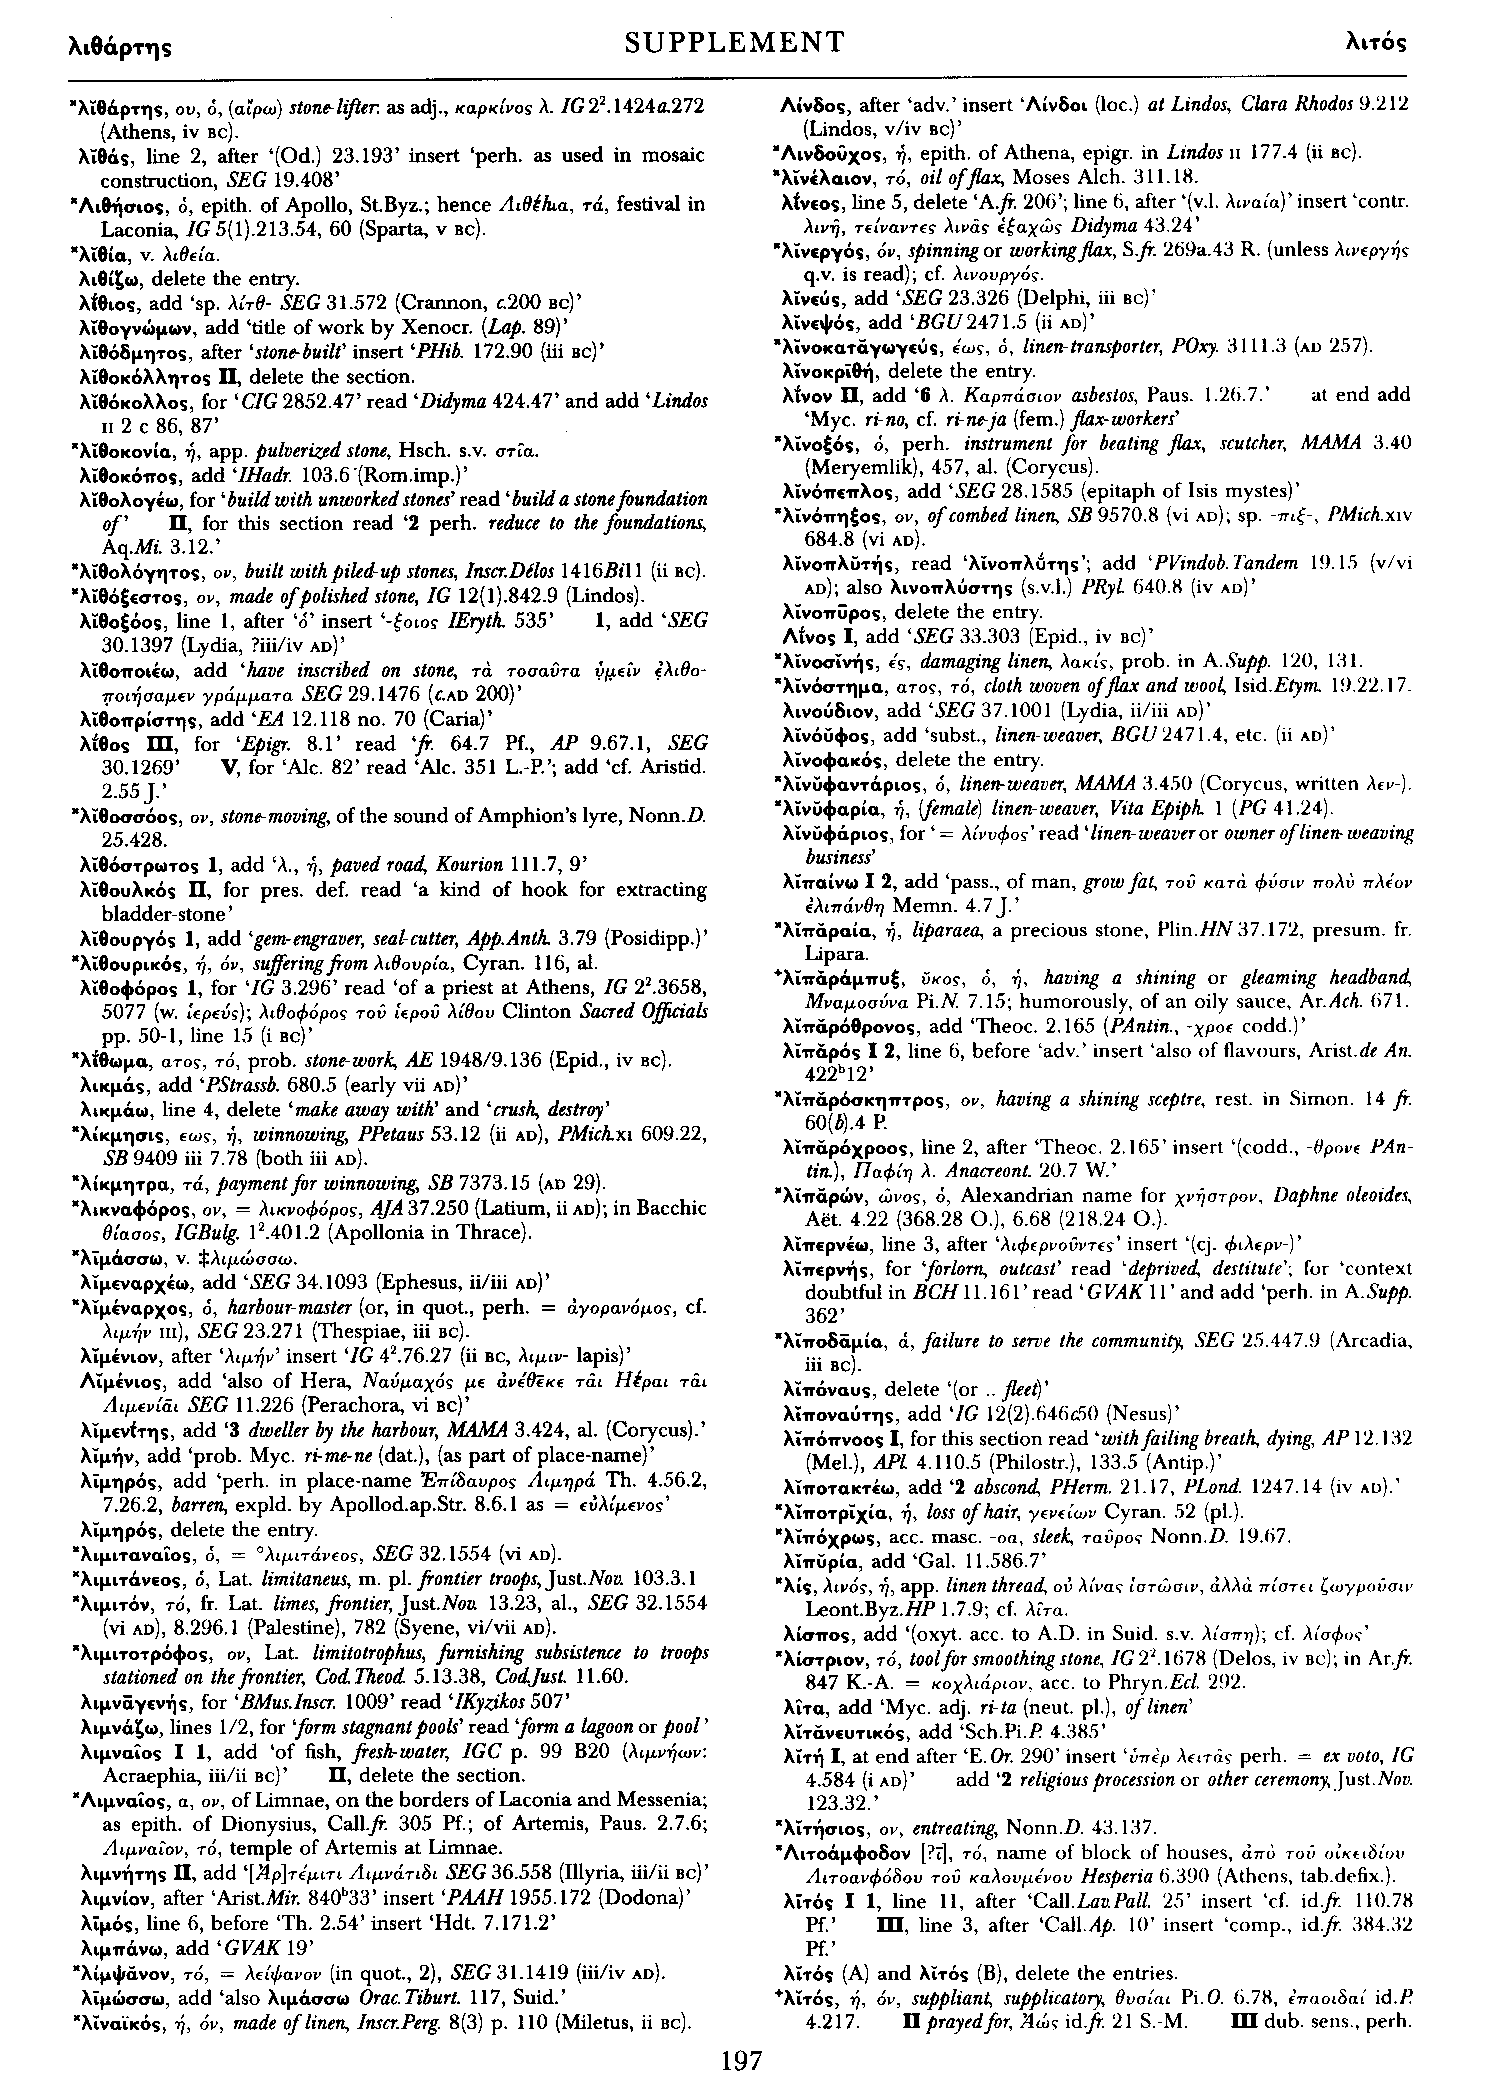 λιθάρτης SUPPLEMENT λιτός
*λῐθάρτης, ου, ὁ, (αἴρω) stone-lifter: as adj., καρκίνος λ. IG 2².1424a.272
(Athens, iv BC).
λῐθάς, line 2, after ‘(Od.) 23.193’ insert ‘perh. as used in mosaic
construction, SEG 19.408’
*Λιθήσιος, ὁ, epith. of Apollo, St.Byz.; hence Λιθέhια, τά, festival in
Laconia, IG 5(1).213.54, 60 (Sparta, v BC).
*λῐθία, v. λιθεία.
λιθίζω, delete the entry.
λίθιος, add ‘sp. λίτθ- SEG 31.572 (Crannon, c.200 BC)’
λῐθογνώμων, add ‘title of work by Xenocr. (Lap. 89)’
λῐθόδμητος, after ‘stone-built’ insert ‘PHib. 172.90 (iii BC)’
λῐθοκόλλητος II, delete the section.
λῐθόκολλος, for ‘CIG 2852.47’ read ‘Didyma 424.47’ and add ‘Lindos
II 2 c 86, 87’
*λῐθοκονία, ἡ, app. pulverized stone, Hsch. s.v. στῖα.
λῐθοκόπος, add ‘IHadr. 103.6 (Rom.imp.)’
λῐθολογέω, for ‘build with unworked stones’ read ‘build a stone foundation
of’ II, for this section read ‘2 perh. reduce to the foundations,
Aq.Mi. 3.12.’
*λῐθολόγητος, ον, built with piled-up stones, Inscr.Délos 1416Bi11 (ii BC).
*λῐθόξεστος, ον, made of polished stone, IG 12(1).842.9 (Lindos).
λῐθοξόος, line 1, after ‘ὁ’ insert ‘-ξοιος IEryth. 535’ 1, add ‘SEG
30.1397 (Lydia, ?iii/iv AD)’
λῐθοποιέω, add ‘have inscribed on stone, τὰ τοσαῦτα ὑμεῖν ἐλιθο-
ποιήσαμεν γράμματα SEG 29.1476 (c.AD 200)’
λῐθοπρίστης, add ‘EA 12.118 no. 70 (Caria)’
λίθος III, for ‘Epigr. 8.1’ read ‘fr. 64.7 Pf., AP 9.67.1, SEG
30.1269’ V, for ‘Alc. 82’ read ‘Alc. 351 L.-P.’; add ‘cf. Aristid.
2.55 J.’
*λῐθοσσόος, ον, stone-moving, of the sound of Amphion’s lyre, Nonn.D.
25.428.
λῐθόστρωτος 1, add ‘λ., ἡ, paved road, Kourion 111.7, 9’
λῐθουλκός II, for pres. def. read ‘a kind of hook for extracting
bladder-stone’
λῐθουργός 1, add ‘gem-engraver, seal-cutter, App.Anth. 3.79 (Posidipp.)’
*λῐθουρικός, ή, όν, suffering from λιθουρία, Cyran. 116, al.
λῐθοφόρος 1, for ‘IG 3.296’ read ‘of a priest at Athens, IG 2².3658,
5077 (w. ἱερεύς); λιθοφόρος τοῦ ἱεροῦ λίθου Clinton Sacred Officials
pp. 50-1, line 15 (i BC)’
*λίθωμα, ατος, τό, prob. stone-work, AE 1948/9.136 (Epid., iv BC).
λικμάς, add ‘PStrassb. 680.5 (early vii AD)’
λικμάω, line 4, delete ‘make away with’ and ‘crush, destroy’
*λίκμησις, εως, ἡ, winnowing, PPetaus 53.12 (ii AD), PMich.XI 609.22,
SB 9409 iii 7.78 (both iii AD).
*λίκμητρα, τά, payment for winnowing, SB 7373.15 (AD 29).
*λικναφόρος, ον, = λικνοφόρος, AJA 37.250 (Latium, ii AD); in Bacchic
θίασος, IGBulg. 1².401.2 (Apollonia in Thrace).
*λῑμάσσω, v. ‡λιμώσσω.
λῐμεναρχέω, add ‘SEG 34.1093 (Ephesus, ii/iii AD)’
*λῐμέναρχος, ὁ, harbour-master (or, in quot., perh. = ἀγορανόμος, cf.
λιμήν III), SEG 23.271 (Thespiae, iii BC).
λῐμένιον, after ‘λιμήν’ insert ‘IG 4².76.27 (ii BC, λιμιν- lapis)’
Λῐμένιος, add ‘also of Hera, Ναύμαχός με ἀνέθε̄κε τᾶι Ηέραι τᾶι
Λιμενίᾱι SEG 11.226 (Perachora, vi BC)’
λῐμενίτης, add ‘3 dweller by the harbour, MAMA 3.424, al. (Corycus).’
λῐμήν, add ‘prob. Myc. ri-me-ne (dat.), (as part of place-name)’
λῑμηρός, add ‘perh. in place-name Ἐπίδαυρος Λιμηρά Th. 4.56.2,
7.26.2, barren, expld. by Apollod.ap.Str. 8.6.1 as = εὐλίμενος’
λῐμηρός, delete the entry.
*λιμιταναῖος, ὁ, = °λιμιτάνεος, SEG 32.1554 (vi AD).
*λιμιτάνεος, ὁ, Lat. limitaneus, m. pl. frontier troops, Just.Nov. 103.3.1
*λιμιτόν, τό, fr. Lat. limes, frontier, Just.Nov. 13.23, al., SEG 32.1554
(vi AD), 8.296.1 (Palestine), 782 (Syene, vi/vii AD).
*λιμιτοτρόφος, ον, Lat. limitotrophus, furnishing subsistence to troops
stationed on the frontier, Cod.Theod. 5.13.38, Cod.Just. 11.60.
λιμνᾱγενής, for ‘BMus.Inscr. 1009’ read ‘IKyzikos 507’
λιμνάζω, lines 1/2, for ‘form stagnant pools’ read ‘form a lagoon or pool’
λιμναῖος I 1, add ‘of fish, fresh-water, IGC p. 99 B20 (λιμνήων:
Acraephia, iii/ii BC)’ II, delete the section.
*Λιμναῖος, α, ον, of Limnae, on the borders of Laconia and Messenia;
as epith. of Dionysius, Call.fr. 305 Pf.; of Artemis, Paus. 2.7.6;
Λιμναῖον, τό, temple of Artemis at Limnae.
λιμνήτης II, add ‘[Ἀρ]τέμιτι Λιμνάτιδι SEG 36.558 (Illyria, iii/ii BC)’
λιμνίον, after ‘Arist.Mir. 840ᵇ33’ insert ‘PAAH 1955.172 (Dodona)’
λῑμός, line 6, before ‘Th. 2.54’ insert ‘Hdt. 7.171.2’
λιμπάνω, add ‘GVAK 19’
*λίμψᾰνον, τό, = λείψανον (in quot., 2), SEG 31.1419 (iii/iv AD).
λῑμώσσω, add ‘also λιμάσσω Orac.Tiburt. 117, Suid.’
*λῐναϊκός, ή, όν, made of linen, Inscr.Perg. 8(3) p. 110 (Miletus, ii BC).
Λίνδος, after ‘adv.’ insert ‘Λίνδοι (loc.) at Lindos, Clara Rhodos 9.212
(Lindos, v/iv BC)’
*Λινδοῦχος, ἡ, epith. of Athena, epigr. in Lindos II 177.4 (ii BC).
*λῐνέλαιον, τό, oil of flax, Moses Alch. 311.18.
λίνεος, line 5, delete ‘A.fr. 206’; line 6, after ‘(v.l. λιναία)’ insert ‘contr.
λινῆ, τείναντες λινᾶς ἑξαχῶς Didyma 43.24’
*λῐνεργός, όν, spinning or working flax, S.fr. 269a.43 R. (unless λινεργής
q.v. is read); cf. λινουργός.
λῐνεύς, add ‘SEG 23.326 (Delphi, iii BC)’
λῐνεψός, add ‘BGU 2471.5 (ii AD)’
*λῐνοκατᾰγωγεύς, έως, ὁ, linen-transporter, POxy. 3111.3 (AD 257).
λῐνοκρῑθή, delete the entry.
λίνον II, add ‘6 λ. Καρπάσιον asbestos, Paus. 1.26.7.’ at end add
‘Myc. ri-no, cf. ri-ne-ja (fem.) flax-workers’
*λῐνοξός, ὁ, perh. instrument for beating flax, scutcher, MAMA 3.40
(Meryemlik), 457, al. (Corycus).
λῐνόπεπλος, add ‘SEG 28.1585 (epitaph of Isis mystes)’
*λῐνόπηξος, ον, of combed linen, SB 9570.8 (vi AD); sp. -πιξ-, PMich.XIV
684.8 (vi AD).
λῐνοπλῠτής, read ‘λῐνοπλύτης’; add ‘PVindob.Tandem 19.15 (v/vi
AD); also λινοπλύστης (s.v.l.) PRyl. 640.8 (iv AD)’
λῐνοπῦρος, delete the entry.
Λίνος I, add ‘SEG 33.303 (Epid., iv BC)’
*λῐνοσῐνής, ές, damaging linen, λακίς, prob. in A.Supp. 120, 131.
*λῐνόστημα, ατος, τό, cloth woven of flax and wool, Isid.Etym. 19.22.17.
λινούδιον, add ‘SEG 37.1001 (Lydia, ii/iii AD)’
λῐνόϋφος, add ‘subst., linen-weaver, BGU 2471.4, etc. (ii AD)’
λῐνοφακός, delete the entry.
*λῐνῠφαντάριος, ὁ, linen-weaver, MAMA 3.450 (Corycus, written λεν-).
*λῐνῠφαρία, ἡ, (female) linen-weaver, Vita Epiph. 1 (PG 41.24).
λῐνῠφάριος, for ‘= λίνυφος’ read ‘linen-weaver or owner of linen-weaving
business’
λῐπαίνω I 2, add ‘pass., of man, grow fat, τοῦ κατὰ φύσιν πολὺ πλέον
ἐλιπάνθη Memn. 4.7 J.’
*λῐπᾰραία, ἡ, liparaea, a precious stone, Plin.HN 37.172, presum. fr.
Lipara.
⁺λῐπᾰράμπυξ, ῠκος, ὁ, ἡ, having a shining or gleaming headband,
Μναμοσύνα Pi.N. 7.15; humorously, of an oily sauce, Ar.Ach. 671.
λῐπᾰρόθρονος, add ‘Theoc. 2.165 (PAntin., -χροε codd.)’
λῐπᾰρός I 2, line 6, before ‘adv.’ insert ‘also of flavours, Arist.de An.
422ᵇ12’
*λῐπᾰρόσκηπτρος, ον, having a shining sceptre, rest. in Simon. 14 fr.
60(b).4 P.
λῐπᾰρόχροος, line 2, after ‘Theoc. 2.165’ insert ‘(codd., -θρονε PAn-
tin.), Παφίη λ. Anacreont. 20.7 W.’
*λῐπᾰρών, ῶνος, ὁ, Alexandrian name for χνῆστρον, Daphne oleoides,
Aët. 4.22 (368.28 O.), 6.68 (218.24 O.).
λῐπερνέω, line 3, after ‘λιφερνοῦντες’ insert ‘(cj. φιλερν-)’
λῐπερνής, for ‘forlorn, outcast’ read ‘deprived, destitute’; for ‘context
doubtful in BCH 11.161’ read ‘GVAK 11’ and add ‘perh. in A.Supp.
362’
*λῐποδᾱμία, ἁ, failure to serve the community, SEG 25.447.9 (Arcadia,
iii BC).
λῐπόναυς, delete ‘(or .. fleet)’
λῐποναύτης, add ‘IG 12(2).646c50 (Nesus)’
λῐπόπνοος I, for this section read ‘with failing breath, dying, AP 12.132
(Mel.), APl. 4.110.5 (Philostr.), 133.5 (Antip.)’
λῐποτακτέω, add ‘2 abscond, PHerm. 21.17, PLond. 1247.14 (iv AD).’
*λῐποτρῐχία, ἡ, loss of hair, γενείων Cyran. 52 (pl.).
*λῐπόχρως, acc. masc. -οα, sleek, ταῦρος Nonn.D. 19.67.
λῐπῠρία, add ‘Gal. 11.586.7’
*λίς, λινός, ἡ, app. linen thread, οὐ λίνας ἱστῶσιν, ἀλλὰ πίστει ζωγροῦσιν
Leont.Byz.HP 1.7.9; cf. λῖτα.
λίσπος, add ‘(oxyt. acc. to A.D. in Suid. s.v. λίσπη); cf. λίσφος’
*λίστριον, τό, tool for smoothing stone, IG 2².1678 (Delos, iv BC); in Ar.fr.
847 K.-A. = κοχλιάριον, acc. to Phryn.Ecl. 292.
λῖτα, add ‘Myc. adj. ri-ta (neut. pl.), of linen’
λῐτᾰνευτικός, add ‘Sch.Pi.P. 4.385’
λῐτή I, at end after ‘E.Or. 290’ insert ‘ὑπὲρ λειτᾶς perh. = ex voto, IG
4.584 (i AD)’ add ‘2 religious procession or other ceremony, Just.Nov.
123.32.’
*λῐτήσιος, ον, entreating, Nonn.D. 43.137.
*Λιτοάμφοδον [?ῑ], τό, name of block of houses, ἀπὺ τοῦ οἰκειδίου
Λιτοανφόδου τοῦ καλουμένου Hesperia 6.390 (Athens, tab.defix.).
λῑτός I 1, line 11, after ‘Call.Lav.Pall. 25’ insert ‘cf. id.fr. 110.78
Pf.’ III, line 3, after ‘Call.Ap. 10’ insert ‘comp., id.fr. 384.32
Pf.’
λῐτός (A) and λῐτός (B), delete the entries.
⁺λῐτός, ή, όν, suppliant, supplicatory, θυσίαι Pi.O. 6.78, ἐπαοιδαί id.P.
4.217. II prayed for, Ἀώς id.fr. 21 S.-M. III dub. sens., perh.
197